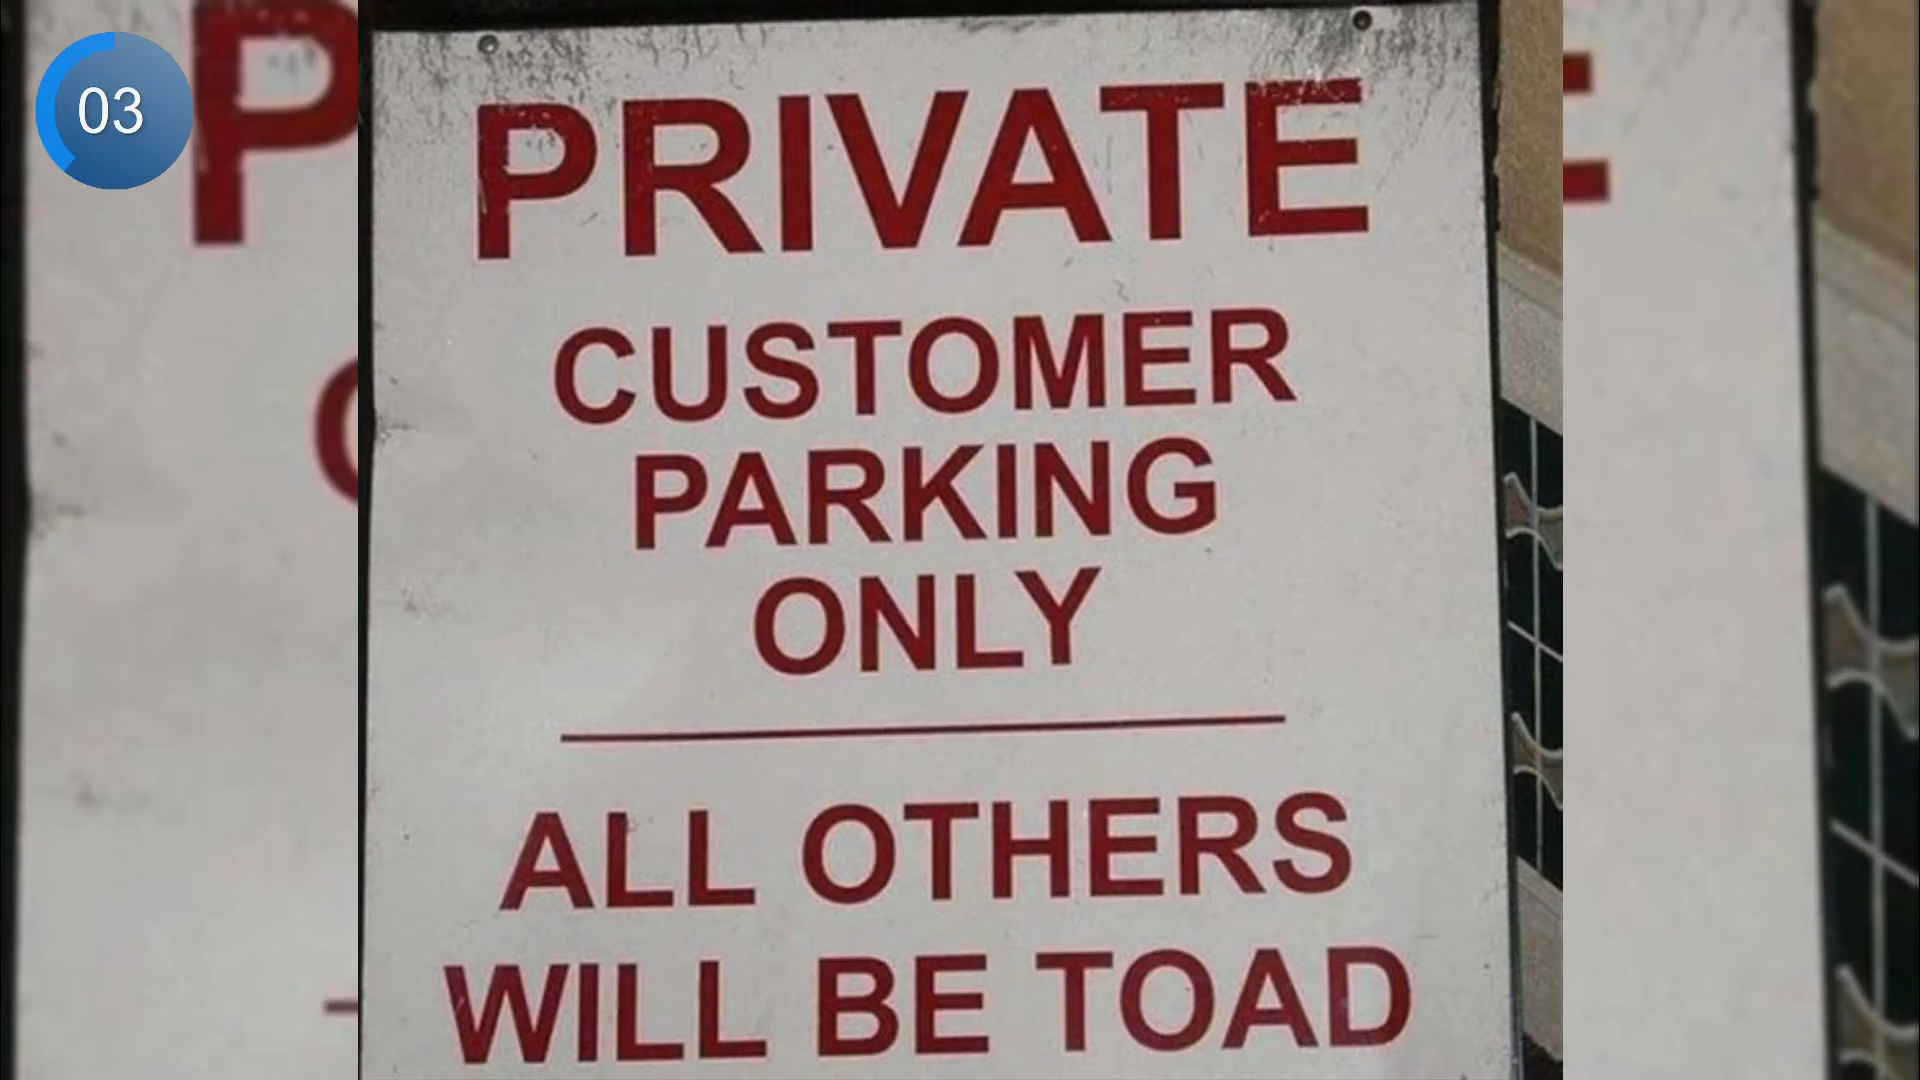 03
PRIVATE
CUSTOMER
PARKING
ONLY
ALL OTHERS
WILL BE TOAD